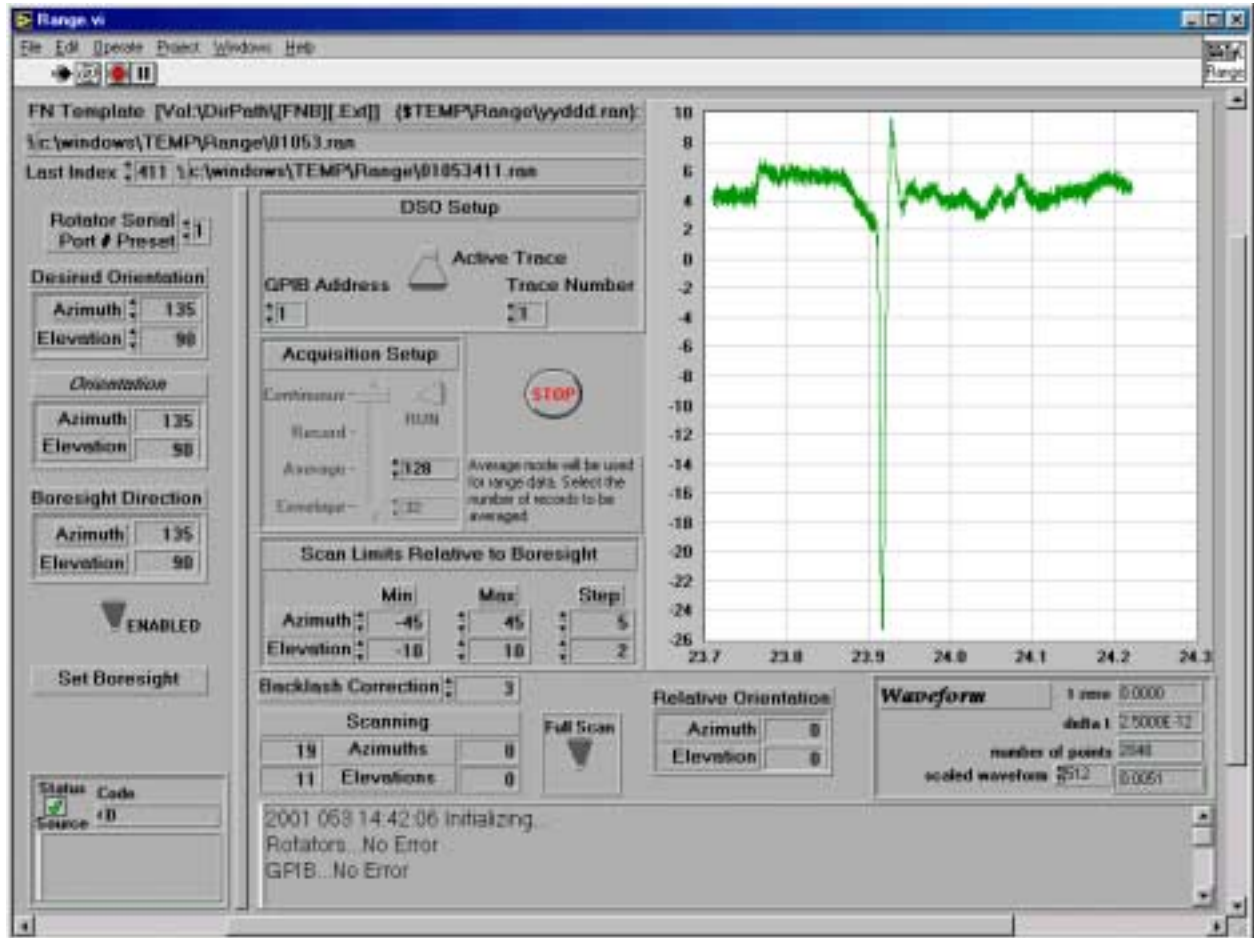 Range.vi
File Edit Operate Project Windows Help
Range
FN Template [Vol:\DirPath\[FNB][.Ext]] ($TEMP\Range\yyddd.ran):
c:\windows\TEMP\Range\01053.ran
Last Index 411 c:\windows\TEMP\Range\01053411.ran
Rotator Serial Port # Preset 1
Desired Orientation
Azimuth 135
Elevation 90
Orientation
Azimuth 135
Elevation 90
Boresight Direction
Azimuth 135
Elevation 90
ENABLED
Set Boresight
Status Code
Source 0
DSO Setup
Active Trace
GPIB Address Trace Number
1 1
Acquisition Setup
Continuous
RUN
Record
Average 128
Envelope 32
STOP
Average mode will be used
for range data. Select the
number of records to be
averaged.
Scan Limits Relative to Boresight
Min Max Step
Azimuth -45 45 5
Elevation -10 10 2
Backlash Correction 3
Scanning
19 Azimuths 0
11 Elevations 0
Full Scan
Relative Orientation
Azimuth 0
Elevation 0
10
8
6
4
2
0
-2
-4
-6
-8
-10
-12
-14
-16
-18
-20
-22
-24
-26
23.7 23.8 23.9 24.0 24.1 24.2 24.3
Waveform
t zero 0.0000
delta t 2.5000E-12
number of points 2048
scaled waveform 512 0.0051
2001 053 14:42:06 Initializing...
Rotators...No Error
GPIB...No Error